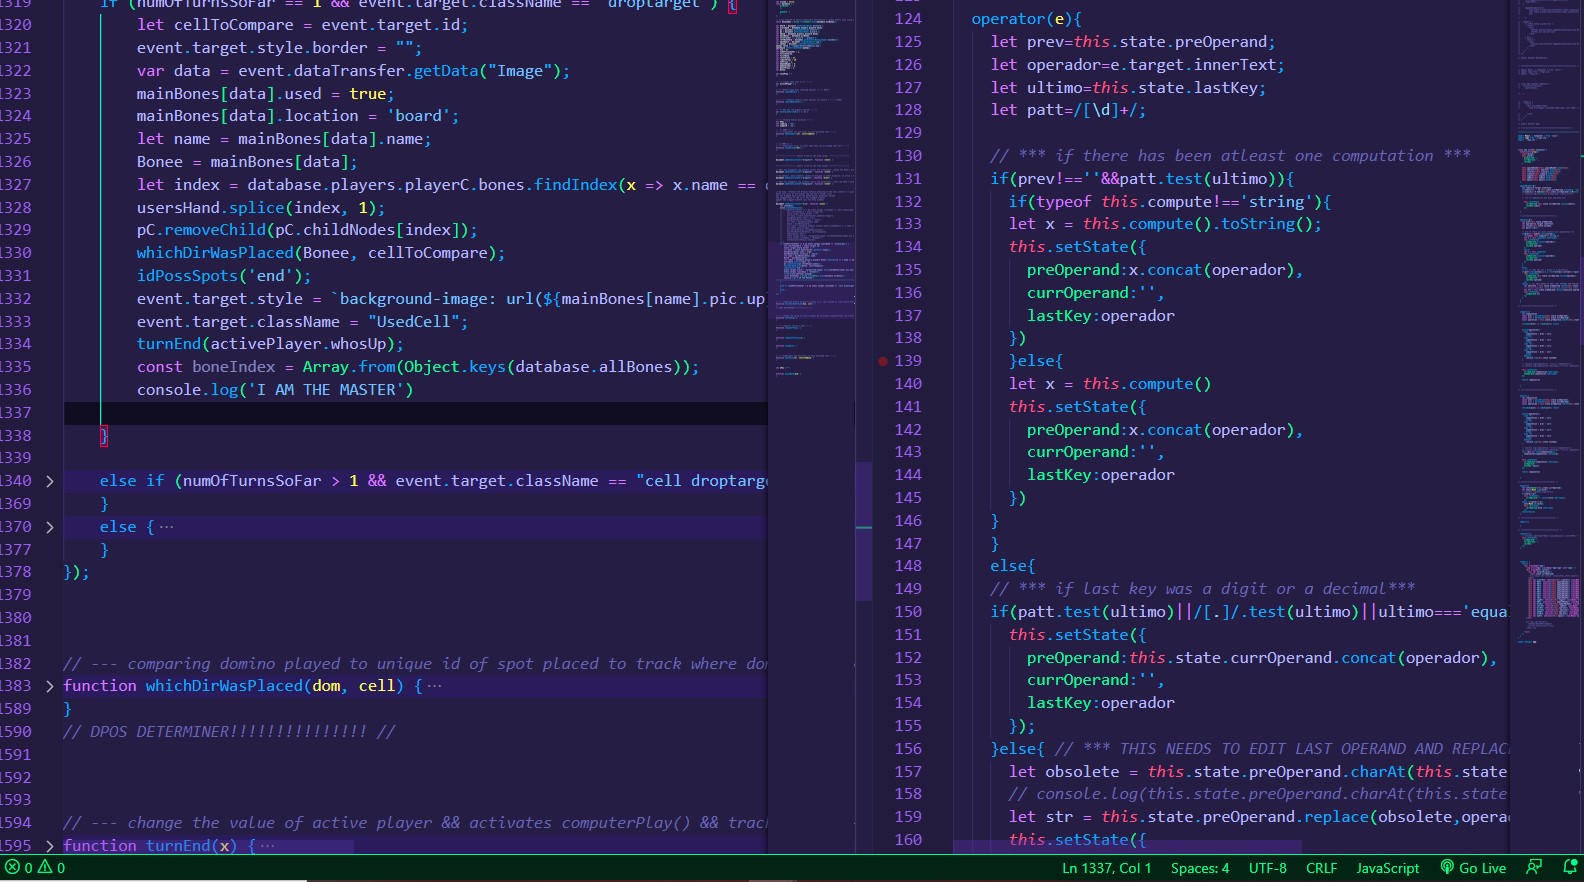 1319 if (numOfTurnsSoFar == 1 && event.target.className == "droptarget") {
1320 let cellToCompare = event.target.id;
1321 event.target.style.border = "";
1322 var data = event.dataTransfer.getData("Image");
1323 mainBones[data].used = true;
1324 mainBones[data].location = 'board';
1325 let name = mainBones[data].name;
1326 Bonee = mainBones[data];
1327 let index = database.players.playerC.bones.findIndex(x => x.name ==
1328 usersHand.splice(index, 1);
1329 pC.removeChild(pC.childNodes[index]);
1330 whichDirWasPlaced(Bonee, cellToCompare);
1331 idPossSpots('end');
1332 event.target.style = `background-image: url(${mainBones[name].pic.up
1333 event.target.className = "UsedCell";
1334 turnEnd(activePlayer.whosUp);
1335 const boneIndex = Array.from(Object.keys(database.allBones));
1336 console.log('I AM THE MASTER')
1337
1338 }
1339
1340 else if (numOfTurnsSoFar > 1 && event.target.className == "cell droptarge
1369 }
1370 else {···
1377 }
1378 });
1379
1380
1381
1382 // --- comparing domino played to unique id of spot placed to track where do
1383 function whichDirWasPlaced(dom, cell) {···
1589 }
1590 // DPOS DETERMINER!!!!!!!!!!!!!!! //
1591
1592
1593
1594 // --- change the value of active player && activates computerPlay() && trac
1595 function turnEnd(x) {···
124 operator(e){
125 let prev=this.state.preOperand;
126 let operador=e.target.innerText;
127 let ultimo=this.state.lastKey;
128 let patt=/[\d]+/;
129
130 // *** if there has been atleast one computation ***
131 if(prev!==''&&patt.test(ultimo)){
132 if(typeof this.compute!=='string'){
133 let x = this.compute().toString();
134 this.setState({
135 preOperand:x.concat(operador),
136 currOperand:'',
137 lastKey:operador
138 })
139 }else{
140 let x = this.compute()
141 this.setState({
142 preOperand:x.concat(operador),
143 currOperand:'',
144 lastKey:operador
145 })
146 }
147 }
148 else{
149 // *** if last key was a digit or a decimal***
150 if(patt.test(ultimo)||/[.]/.test(ultimo)||ultimo==='equa
151 this.setState({
152 preOperand:this.state.currOperand.concat(operador),
153 currOperand:'',
154 lastKey:operador
155 });
156 }else{ // *** THIS NEEDS TO EDIT LAST OPERAND AND REPLAC
157 let obsolete = this.state.preOperand.charAt(this.state
158 // console.log(this.state.preOperand.charAt(this.state
159 let str = this.state.preOperand.replace(obsolete,opera
160 this.setState({
0 0 Ln 1337, Col 1 Spaces: 4 UTF-8 CRLF JavaScript Go Live